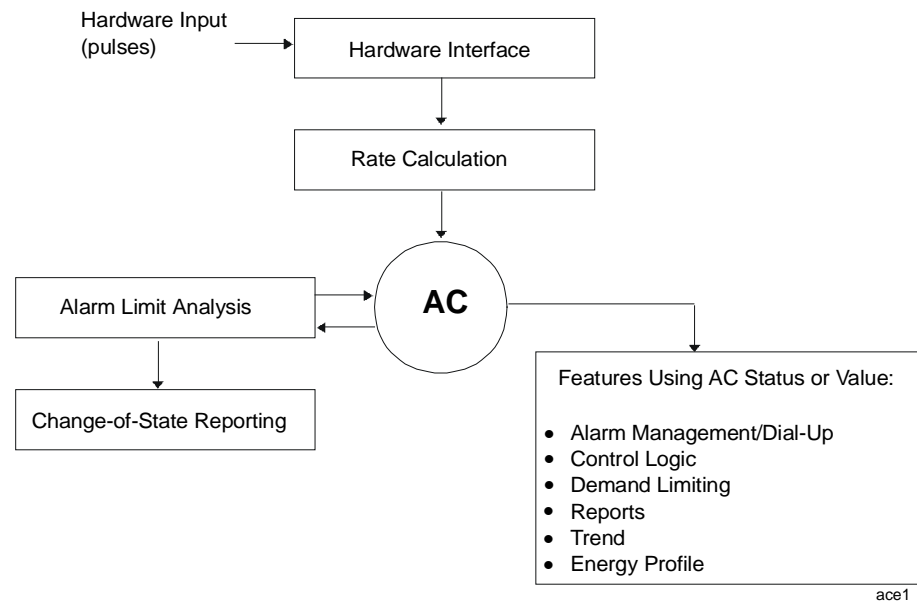 Hardware Input
(pulses)
Hardware Interface
Rate Calculation
AC
Alarm Limit Analysis
Change-of-State Reporting
Features Using AC Status or Value:
• Alarm Management/Dial-Up
• Control Logic
• Demand Limiting
• Reports
• Trend
• Energy Profile
ace1